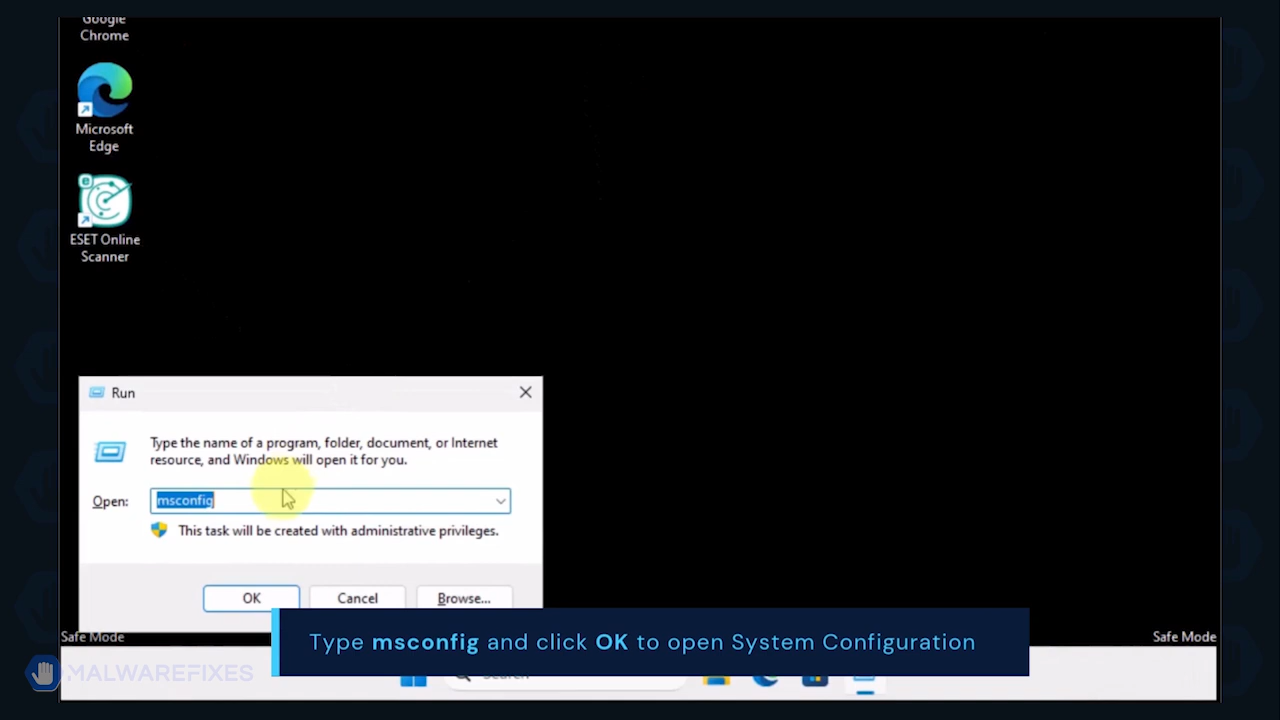 Google
Chrome
Microsoft
Edge
ESET Online
Scanner
Run
Type the name of a program, folder, document, or Internet
resource, and Windows will open it for you.
Open: msconfig
This task will be created with administrative privileges.
OK Cancel Browse...
Type msconfig and click OK to open System Configuration
Safe Mode Safe Mode
MALWAREFIXES
Search